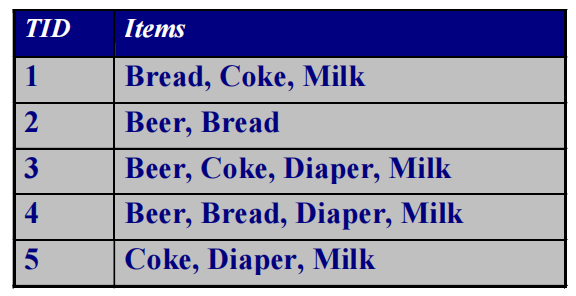 TID Items
1 Bread, Coke, Milk
2 Beer, Bread
3 Beer, Coke, Diaper, Milk
4 Beer, Bread, Diaper, Milk
5 Coke, Diaper, Milk